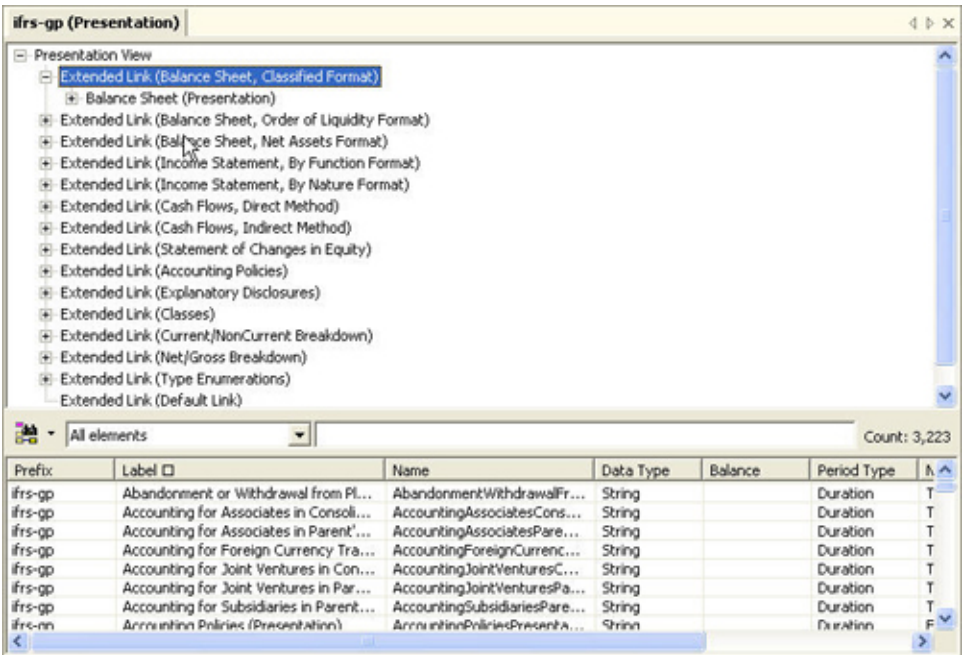 ifrs-gp (Presentation)
Presentation View
Extended Link (Balance Sheet, Classified Format)
Balance Sheet (Presentation)
Extended Link (Balance Sheet, Order of Liquidity Format)
Extended Link (Balance Sheet, Net Assets Format)
Extended Link (Income Statement, By Function Format)
Extended Link (Income Statement, By Nature Format)
Extended Link (Cash Flows, Direct Method)
Extended Link (Cash Flows, Indirect Method)
Extended Link (Statement of Changes in Equity)
Extended Link (Accounting Policies)
Extended Link (Explanatory Disclosures)
Extended Link (Classes)
Extended Link (Current/NonCurrent Breakdown)
Extended Link (Net/Gross Breakdown)
Extended Link (Type Enumerations)
Extended Link (Default Link)
All elements Count: 3,223
Prefix Label Name Data Type Balance Period Type
ifrs-gp Abandonment or Withdrawal from Pl... AbandonmentWithdrawalFr... String Duration T
ifrs-gp Accounting for Associates in Consoli... AccountingAssociatesCons... String Duration T
ifrs-gp Accounting for Associates in Parent'... AccountingAssociatesPare... String Duration T
ifrs-gp Accounting for Foreign Currency Tra... AccountingForeignCurrenc... String Duration T
ifrs-gp Accounting for Joint Ventures in Con... AccountingJointVenturesC... String Duration T
ifrs-gp Accounting for Joint Ventures in Par... AccountingJointVenturesPa... String Duration T
ifrs-gp Accounting for Subsidiaries in Parent... AccountingSubsidiariesPare... String Duration T
ifrs-gp Accounting Policies (Presentation) AccountingPoliciesPresenta... String Duration F